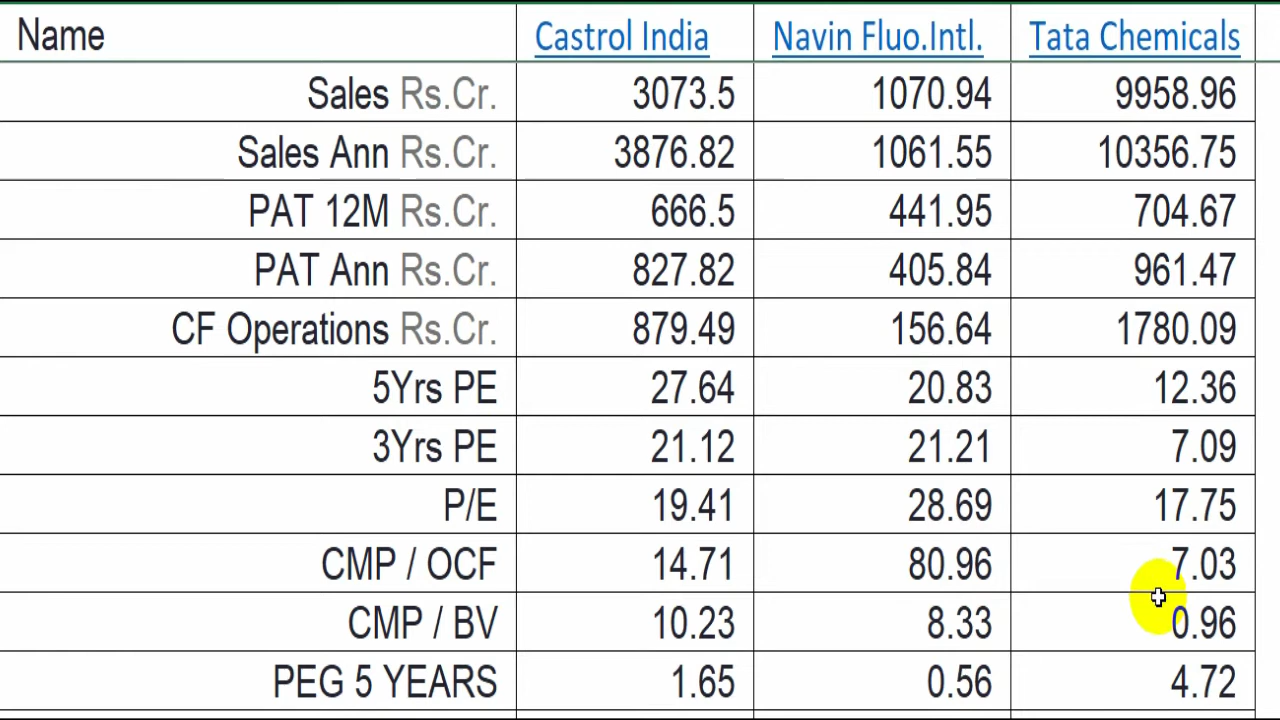 Name Castrol India Navin Fluo.Intl. Tata Chemicals
Sales Rs.Cr. 3073.5 1070.94 9958.96
Sales Ann Rs.Cr. 3876.82 1061.55 10356.75
PAT 12M Rs.Cr. 666.5 441.95 704.67
PAT Ann Rs.Cr. 827.82 405.84 961.47
CF Operations Rs.Cr. 879.49 156.64 1780.09
5Yrs PE 27.64 20.83 12.36
3Yrs PE 21.12 21.21 7.09
P/E 19.41 28.69 17.75
CMP / OCF 14.71 80.96 7.03
CMP / BV 10.23 8.33 0.96
PEG 5 YEARS 1.65 0.56 4.72